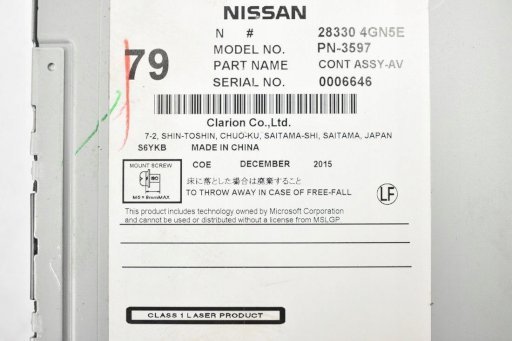 NISSAN
N # 28330 4GN5E
79
MODEL NO. PN-3597
PART NAME CONT ASSY-AV
SERIAL NO. 0006646
Clarion Co.,Ltd.
7-2, SHIN-TOSHIN, CHUO-KU, SAITAMA-SHI, SAITAMA, JAPAN
S6YKB MADE IN CHINA
MOUNT SCREW COE DECEMBER 2015
ISO
M5 × 8mmMAX
床に落とした場合は廃棄すること
TO THROW AWAY IN CASE OF FREE-FALL
LF
This product includes technology owned by Microsoft Corporation
and cannot be used or distributed without a license from MSLGP.
CLASS 1 LASER PRODUCT